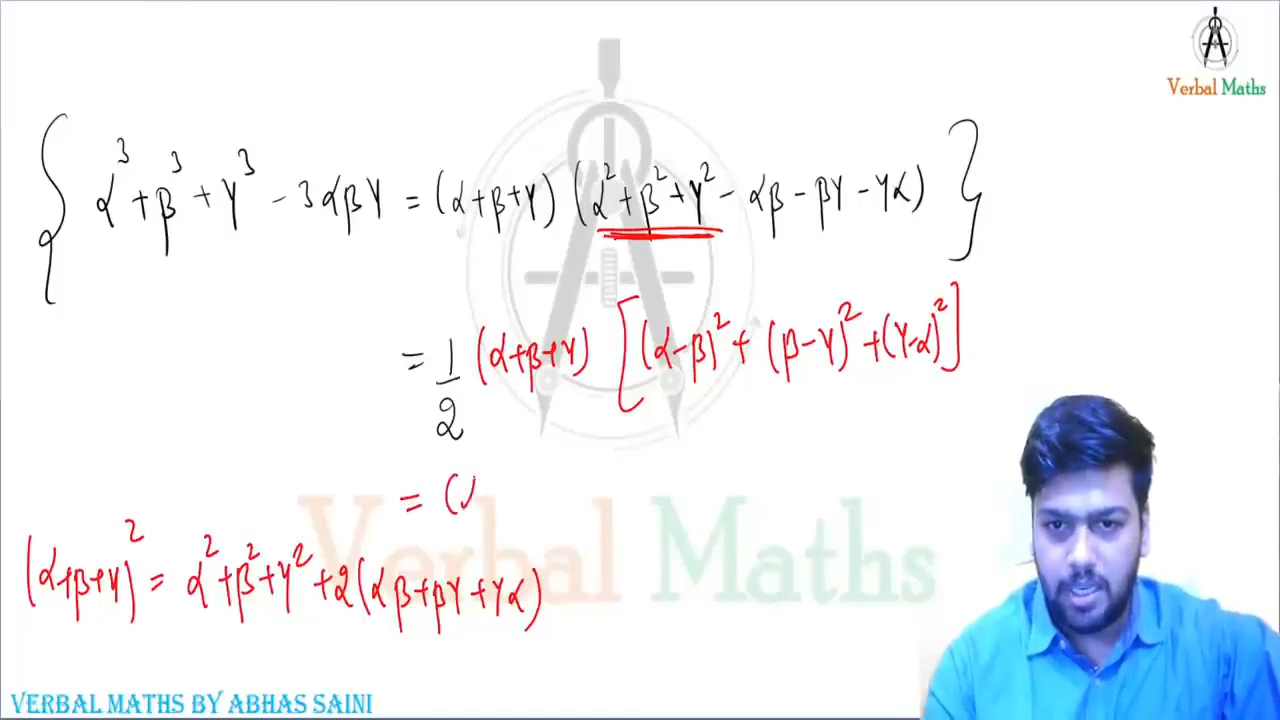 Verbal Maths
{ α³ + β³ + γ³ - 3αβγ = (α+β+γ) (α²+β²+γ² - αβ - βγ - γα) }
= 1/2 (α+β+γ) [(α-β)² + (β-γ)² + (γ-α)²]
= (
(α+β+γ)² = α²+β²+γ²+2(αβ+βγ+γα)
Verbal Maths
VERBAL MATHS BY ABHAS SAINI